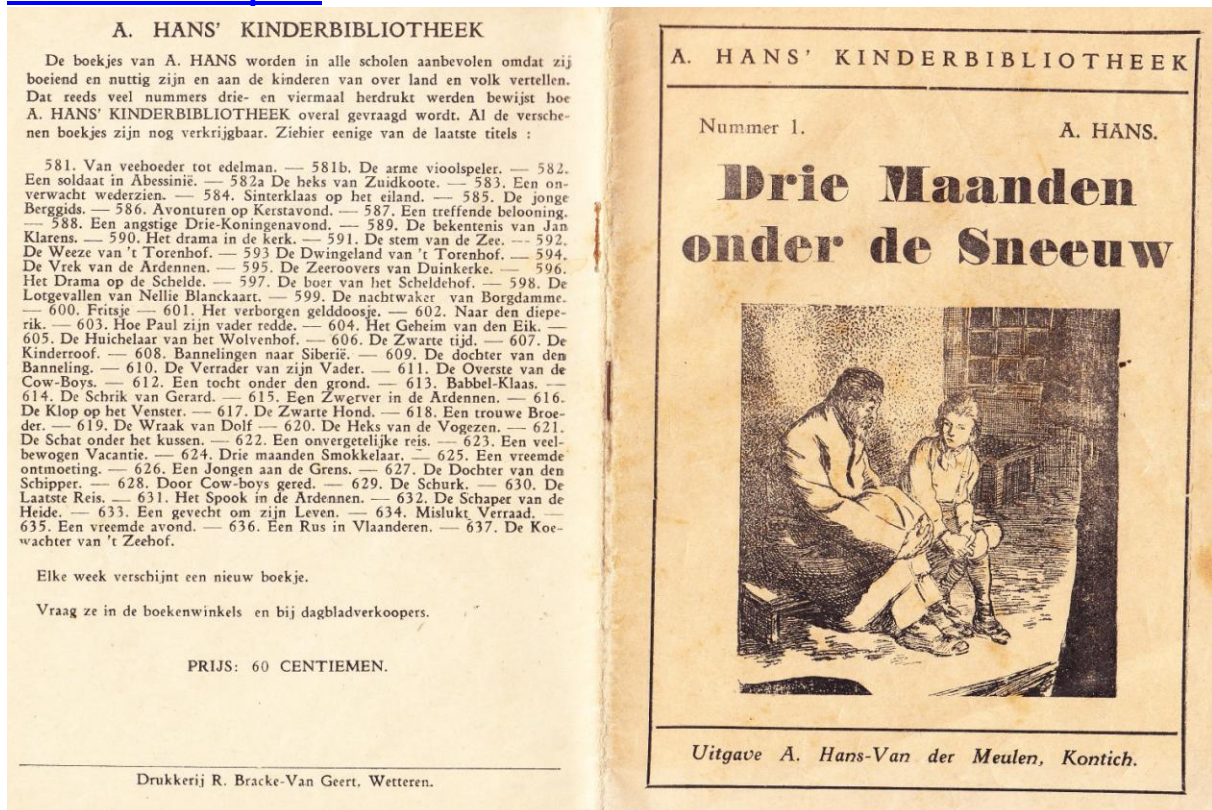 A. HANS' KINDERBIBLIOTHEEK
De boekjes van A. HANS worden in alle scholen aanbevolen omdat zij
boeiend en nuttig zijn en aan de kinderen van over land en volk vertellen.
Dat reeds veel nummers drie- en viermaal herdrukt werden bewijst hoe
A. HANS' KINDERBIBLIOTHEEK overal gevraagd wordt. Al de versche-
nen boekjes zijn nog verkrijgbaar. Ziehier eenige van de laatste titels :
581. Van veehoeder tot edelman. — 581b. De arme vioolspeler. — 582.
Een soldaat in Abessinië. — 582a De heks van Zuidkoote. — 583. Een on-
verwacht wederzien. — 584. Sinterklaas op het eiland. — 585. De jonge
Berggids. — 586. Avonturen op Kerstavond. — 587. Een treffende belooning.
— 588. Een angstige Drie-Koningenavond. — 589. De bekentenis van Jan
Klarens. — 590. Het drama in de kerk. — 591. De stem van de Zee. --- 592.
De Weeze van 't Torenhof. — 593 De Dwingeland van 't Torenhof. — 594.
De Vrek van de Ardennen. — 595. De Zeeroovers van Duinkerke. — 596.
Het Drama op de Schelde. — 597. De boer van het Scheldehof. — 598. De
Lotgevallen van Nellie Blanckaart. — 599. De nachtwaker van Borgdamme.
— 600. Fritsje — 601. Het verborgen gelddoosje. — 602. Naar den diepe-
rik. — 603. Hoe Paul zijn vader redde. — 604. Het Geheim van den Eik. —
605. De Huichelaar van het Wolvenhof. — 606. De Zwarte tijd. — 607. De
Kinderroof. — 608. Bannelingen naar Siberië. — 609. De dochter van den
Banneling. — 610. De Verrader van zijn Vader. — 611. De Overste van de
Cow-Boys. — 612. Een tocht onder den grond. — 613. Babbel-Klaas. —
614. De Schrik van Gerard. — 615. Een Zwerver in de Ardennen. — 616.
De Klop op het Venster. — 617. De Zwarte Hond. — 618. Een trouwe Broe-
der. — 619. De Wraak van Dolf — 620. De Heks van de Vogezen. — 621.
De Schat onder het kussen. — 622. Een onvergetelijke reis. — 623. Een veel-
bewogen Vacantie. — 624. Drie maanden Smokkelaar. — 625. Een vreemde
ontmoeting. — 626. Een Jongen aan de Grens. — 627. De Dochter van den
Schipper. — 628. Door Cow-boys gered. — 629. De Schurk. — 630. De
Laatste Reis. — 631. Het Spook in de Ardennen. — 632. De Schaper van de
Heide. — 633. Een gevecht om zijn Leven. — 634. Mislukt Verraad. —
635. Een vreemde avond. — 636. Een Rus in Vlaanderen. — 637. De Koe-
wachter van 't Zeehof.
Elke week verschijnt een nieuw boekje.
Vraag ze in de boekenwinkels en bij dagbladverkoopers.
PRIJS: 60 CENTIEMEN.
Drukkerij R. Bracke-Van Geert, Wetteren.
A. HANS' KINDERBIBLIOTHEEK
Nummer 1.
A. HANS.
Drie Maanden
onder de Sneeuw
Uitgave A. Hans-Van der Meulen, Kontich.